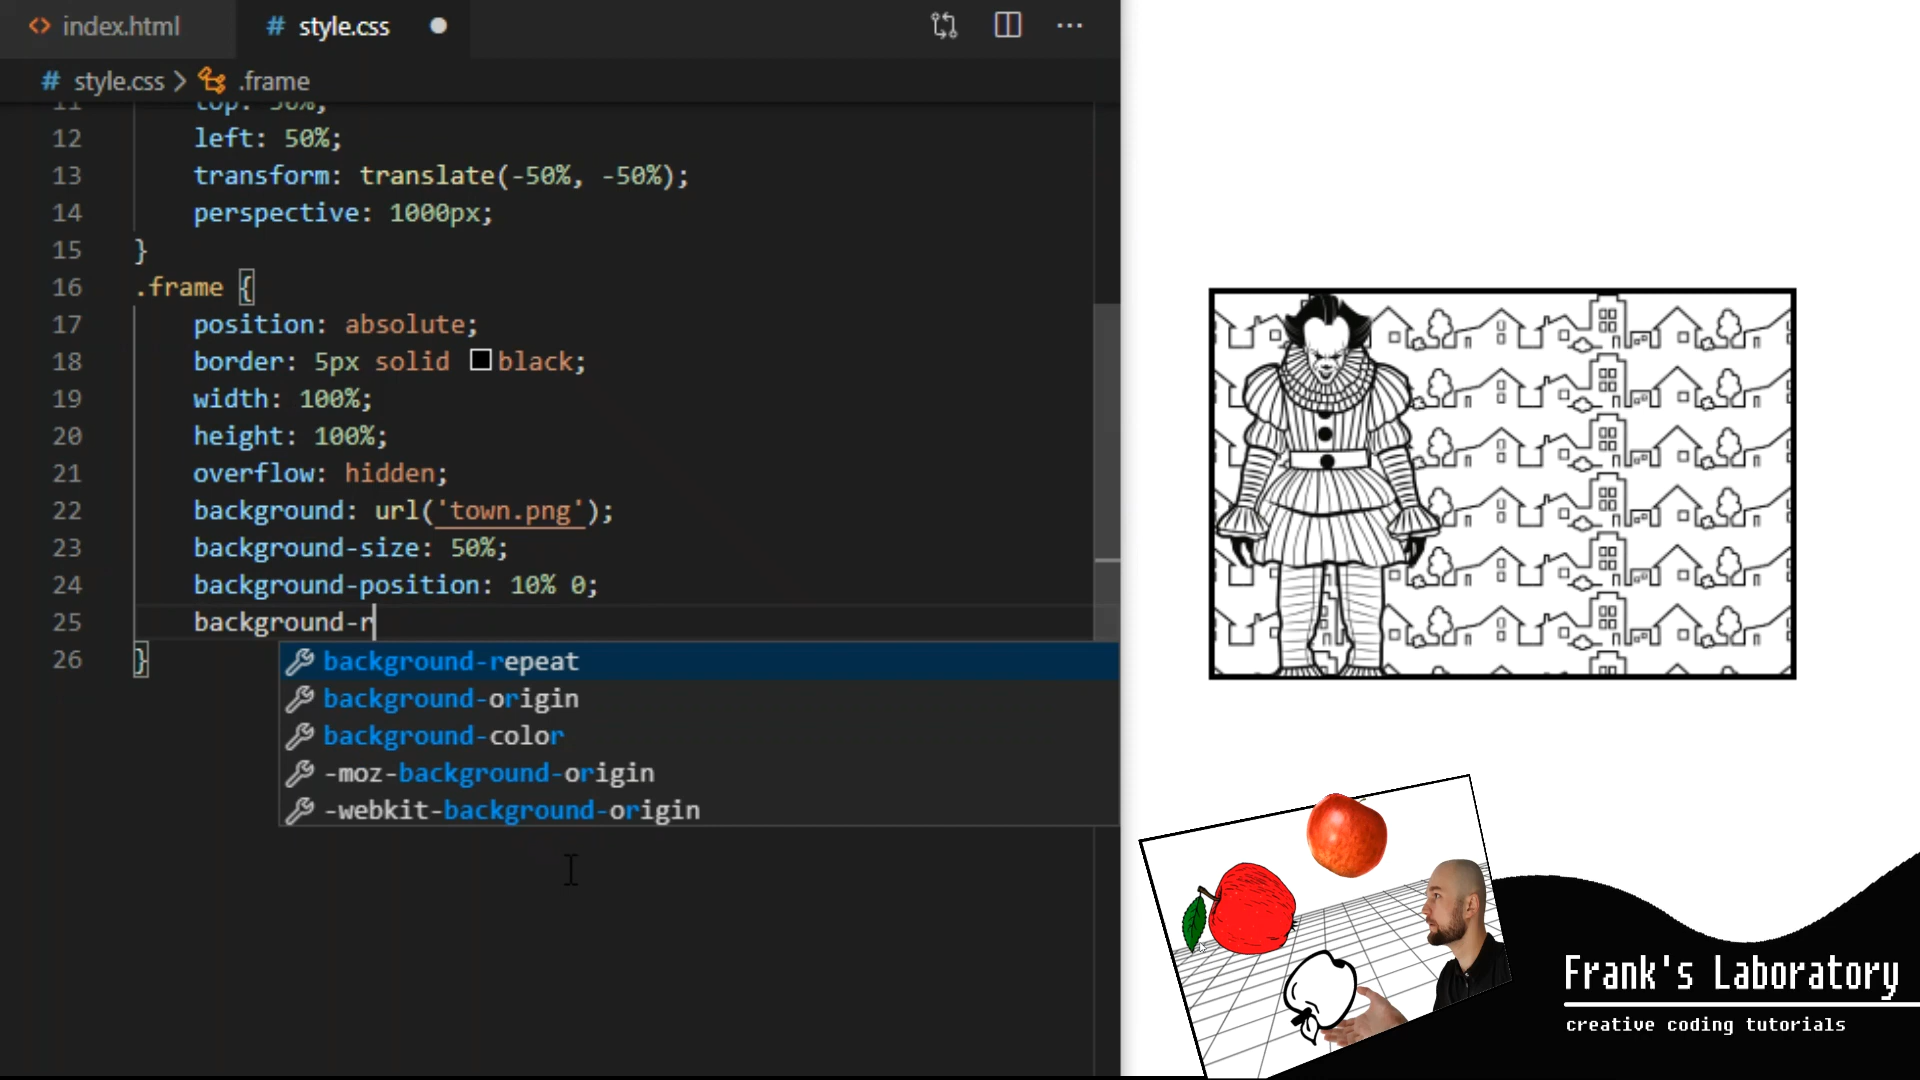 index.html
style.css
style.css > .frame
11 top: 50%;
12 left: 50%;
13 transform: translate(-50%, -50%);
14 perspective: 1000px;
15 }
16 .frame {
17 position: absolute;
18 border: 5px solid black;
19 width: 100%;
20 height: 100%;
21 overflow: hidden;
22 background: url('town.png');
23 background-size: 50%;
24 background-position: 10% 0;
25 background-r
26 }
background-repeat
background-origin
background-color
-moz-background-origin
-webkit-background-origin
Frank's Laboratory
creative coding tutorials